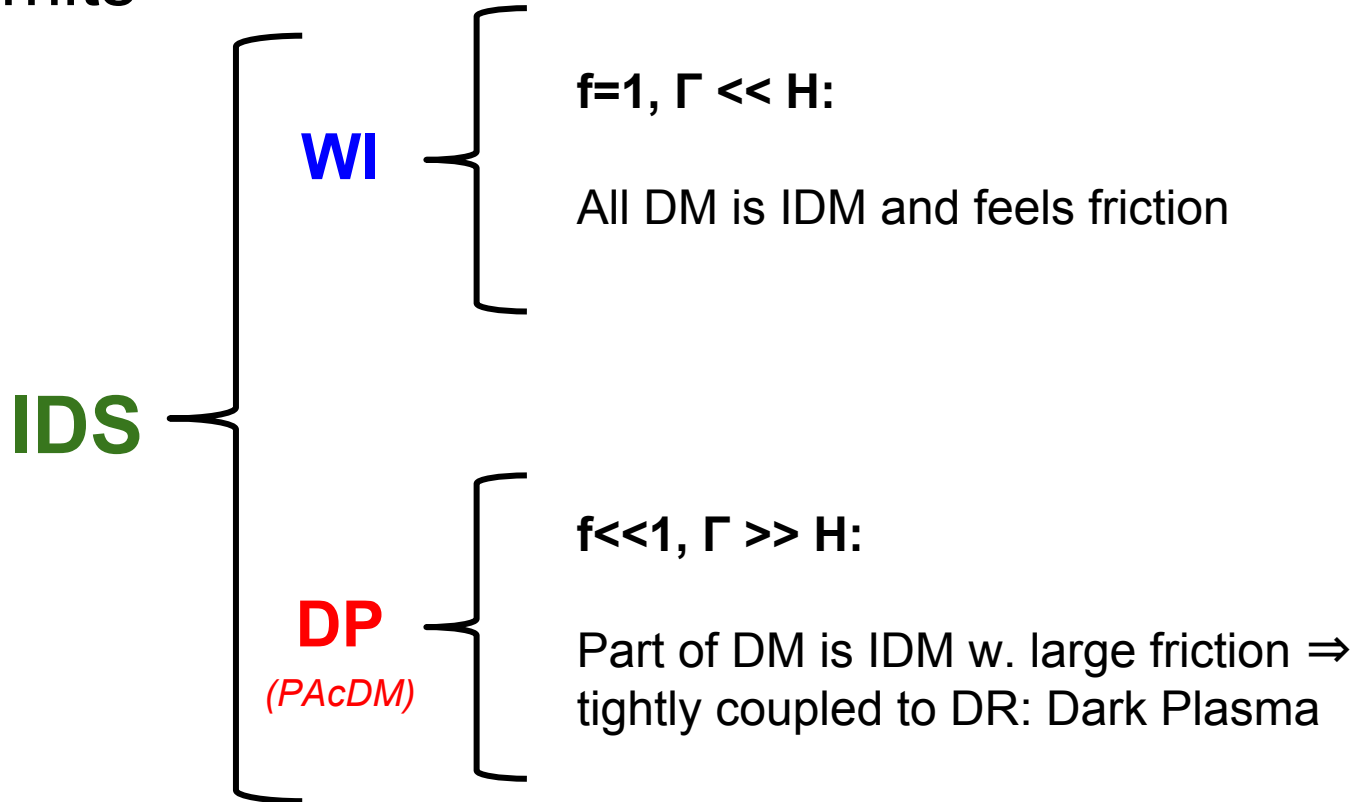 IDS
WI
f=1, Γ << H:
All DM is IDM and feels friction
DP
(PAcDM)
f<<1, Γ >> H:
Part of DM is IDM w. large friction ⇒
tightly coupled to DR: Dark Plasma